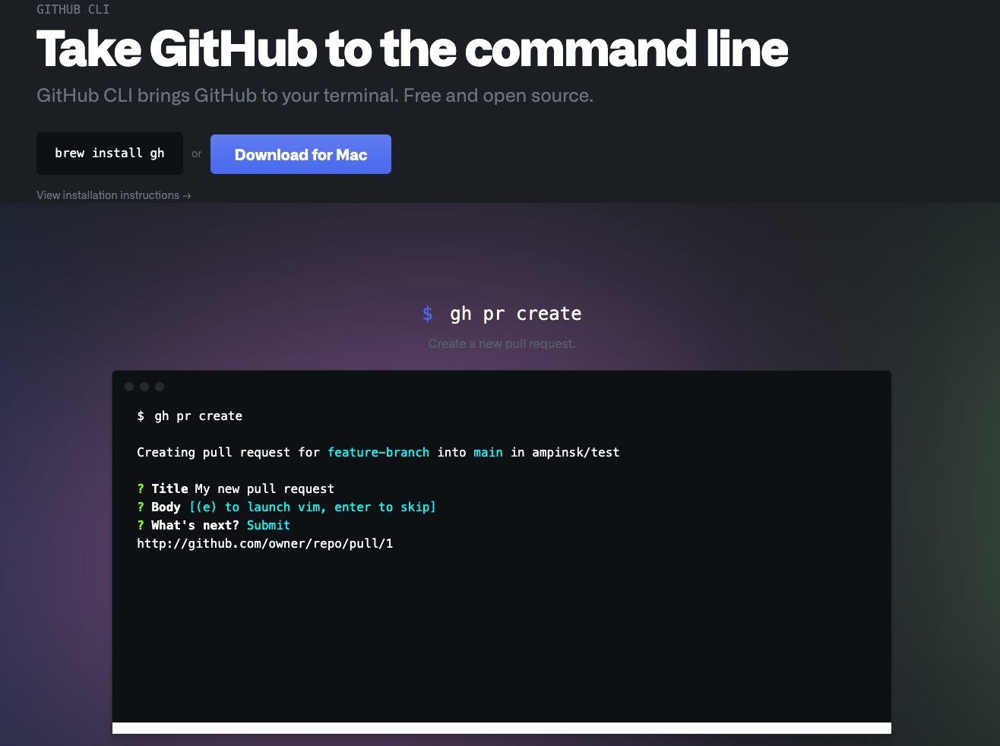 GITHUB CLI
Take GitHub to the command line
GitHub CLI brings GitHub to your terminal. Free and open source.
brew install gh or Download for Mac
View installation instructions →
$ gh pr create
Create a new pull request.
$ gh pr create
Creating pull request for feature-branch into main in ampinsk/test
? Title My new pull request
? Body [(e) to launch vim, enter to skip]
? What's next? Submit
http://github.com/owner/repo/pull/1